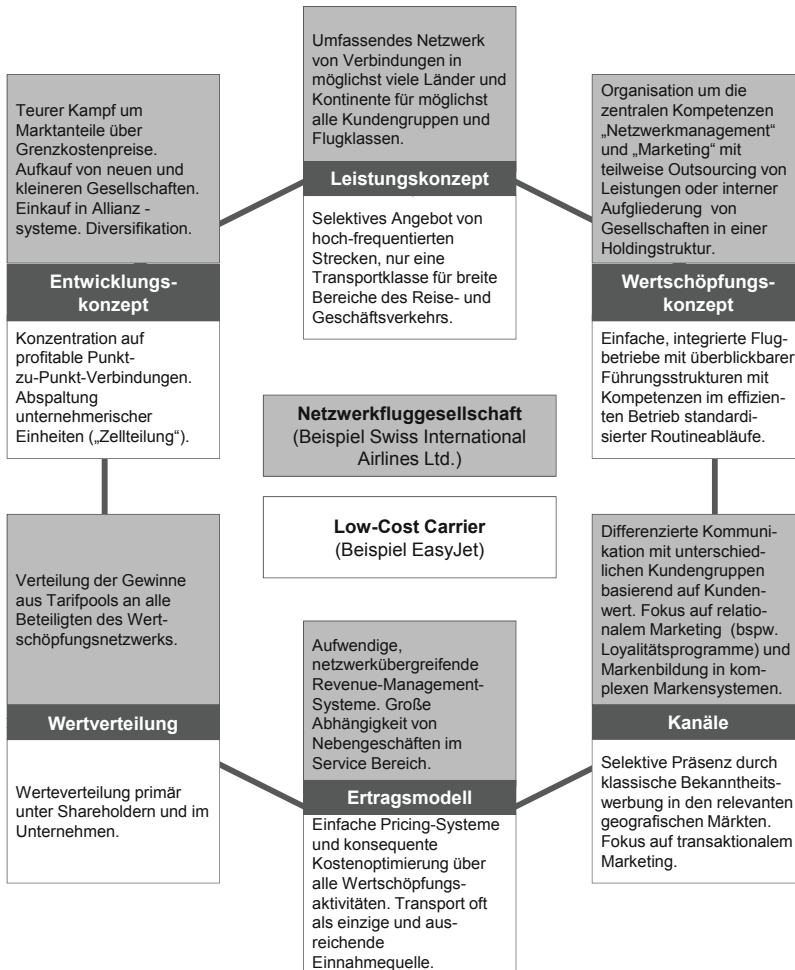 Umfassendes Netzwerk
von Verbindungen in
möglichst viele Länder und
Kontinente für möglichst
alle Kundengruppen und
Flugklassen.
Leistungskonzept
Selektives Angebot von
hoch-frequentierten
Strecken, nur eine
Transportklasse für breite
Bereiche des Reise- und
Geschäftsverkehrs.
Teurer Kampf um
Marktanteile über
Grenzkostenpreise.
Aufkauf von neuen und
kleineren Gesellschaften.
Einkauf in Allianz -
systeme. Diversifikation.
Entwicklungs-
konzept
Konzentration auf
profitable Punkt-
zu-Punkt-Verbindungen.
Abspaltung
unternehmerischer
Einheiten („Zellteilung“).
Organisation um die
zentralen Kompetenzen
„Netzwerkmanagement“
und „Marketing“ mit
teilweise Outsourcing von
Leistungen oder interner
Aufgliederung von
Gesellschaften in einer
Holdingstruktur.
Wertschöpfungs-
konzept
Einfache, integrierte Flug-
betriebe mit überblickbarer
Führungsstrukturen mit
Kompetenzen im effizien-
ten Betrieb standardi-
sierter Routineabläufe.
Netzwerkfluggesellschaft
(Beispiel Swiss International
Airlines Ltd.)
Low-Cost Carrier
(Beispiel EasyJet)
Verteilung der Gewinne
aus Tarifpools an alle
Beteiligten des Wert-
schöpfungsnetzwerks.
Wertverteilung
Werteverteilung primär
unter Shareholdern und im
Unternehmen.
Aufwendige,
netzwerkübergreifende
Revenue-Management-
Systeme. Große
Abhängigkeit von
Nebengeschäften im
Service Bereich.
Ertragsmodell
Einfache Pricing-Systeme
und konsequente
Kostenoptimierung über
alle Wertschöpfungs-
aktivitäten. Transport oft
als einzige und aus-
reichende
Einnahmequelle.
Differenzierte Kommuni-
kation mit unterschied-
lichen Kundengruppen
basierend auf Kunden-
wert. Fokus auf relatio-
nalem Marketing (bspw.
Loyalitätsprogramme) und
Markenbildung in kom-
plexen Markensystemen.
Kanäle
Selektive Präsenz durch
klassische Bekanntheits-
werbung in den relevanten
geografischen Märkten.
Fokus auf transaktionalem
Marketing.